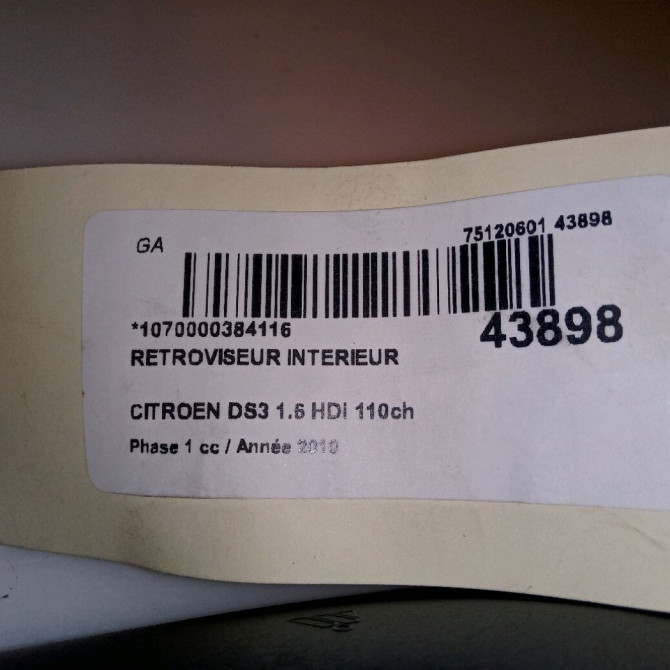 GA
75120601 43898
*1070000384116
43898
RETROVISEUR INTERIEUR
CITROEN DS3 1.6 HDi 110ch
Phase 1 cc / Année 2010